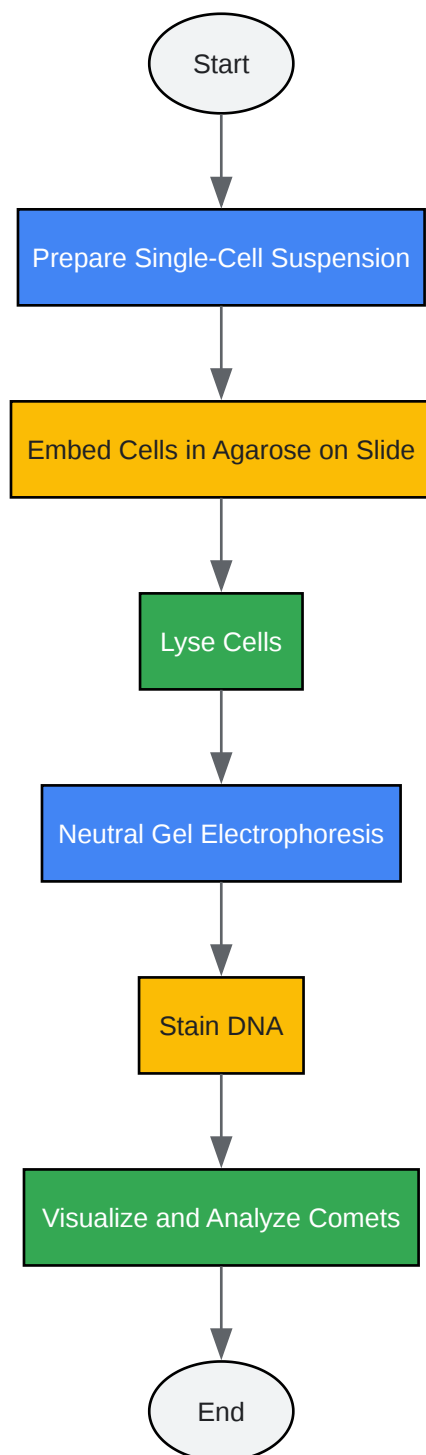 Start
Prepare Single-Cell Suspension
Embed Cells in Agarose on Slide
Lyse Cells
Neutral Gel Electrophoresis
Stain DNA
Visualize and Analyze Comets
End